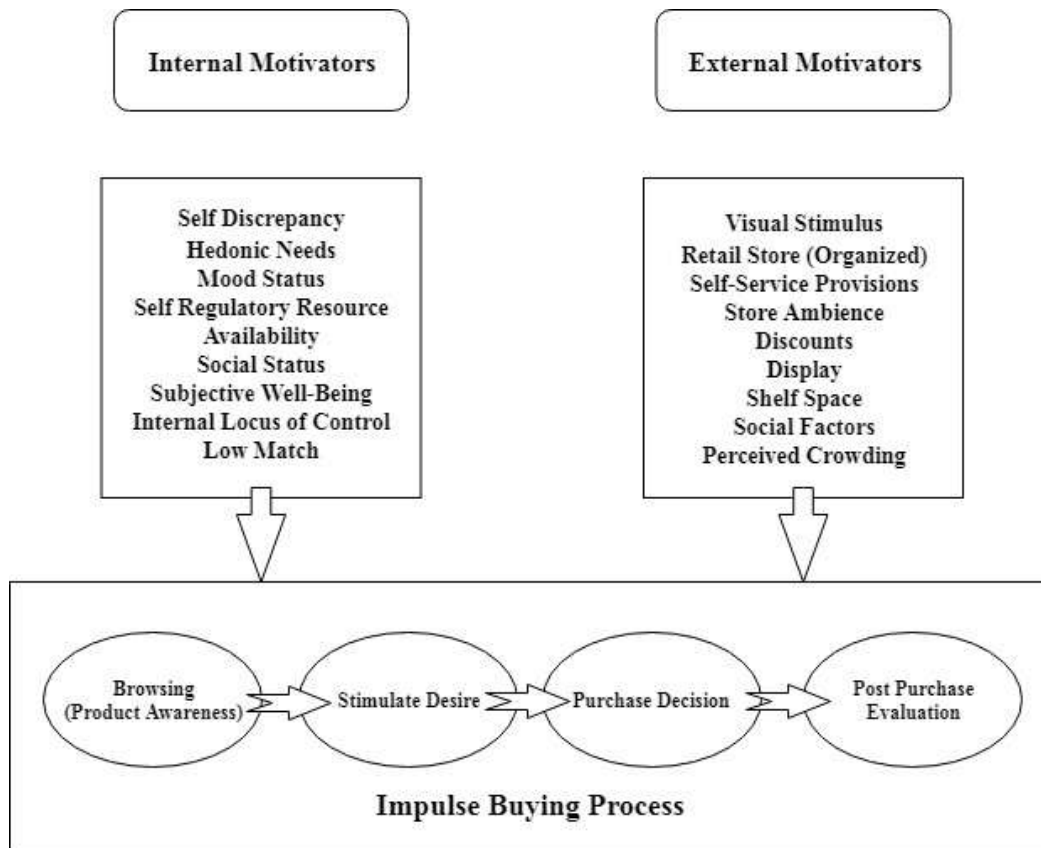 Internal Motivators
External Motivators
Self Discrepancy
Hedonic Needs
Mood Status
Self Regulatory Resource
Availability
Social Status
Subjective Well-Being
Internal Locus of Control
Low Match
Visual Stimulus
Retail Store (Organized)
Self-Service Provisions
Store Ambience
Discounts
Display
Shelf Space
Social Factors
Perceived Crowding
Browsing
(Product Awareness)
Stimulate Desire
Purchase Decision
Post Purchase
Evaluation
Impulse Buying Process